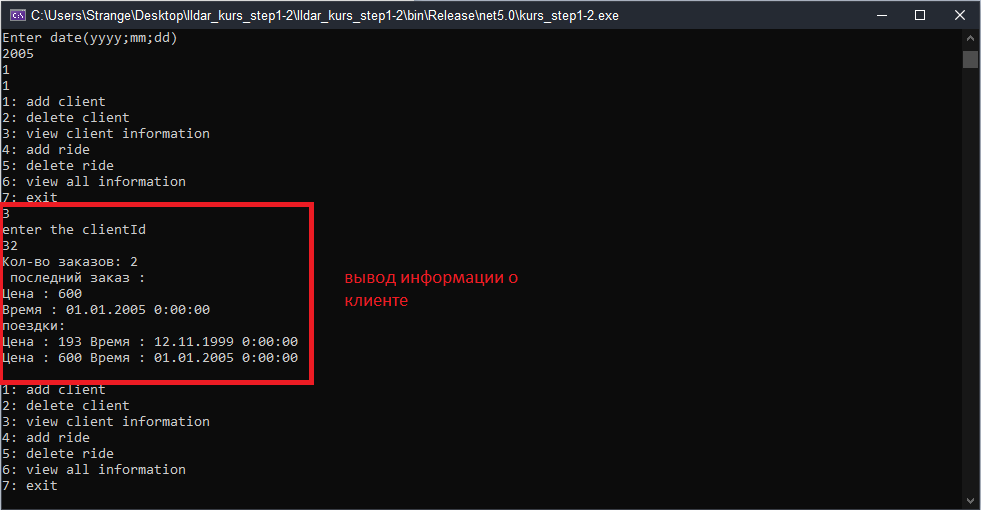 C:\Users\Strange\Desktop\lldar_kurs_step1-2\lldar_kurs_step1-2\bin\Release\net5.0\kurs_step1-2.exe
Enter date(yyyy;mm;dd)
2005
1
1
1: add client
2: delete client
3: view client information
4: add ride
5: delete ride
6: view all information
7: exit
3
enter the clientId
32
Кол-во заказов: 2
последний заказ :
Цена : 600
Время : 01.01.2005 0:00:00
поездки:
Цена : 193 Время : 12.11.1999 0:00:00
Цена : 600 Время : 01.01.2005 0:00:00
вывод информации о
клиенте
1: add client
2: delete client
3: view client information
4: add ride
5: delete ride
6: view all information
7: exit